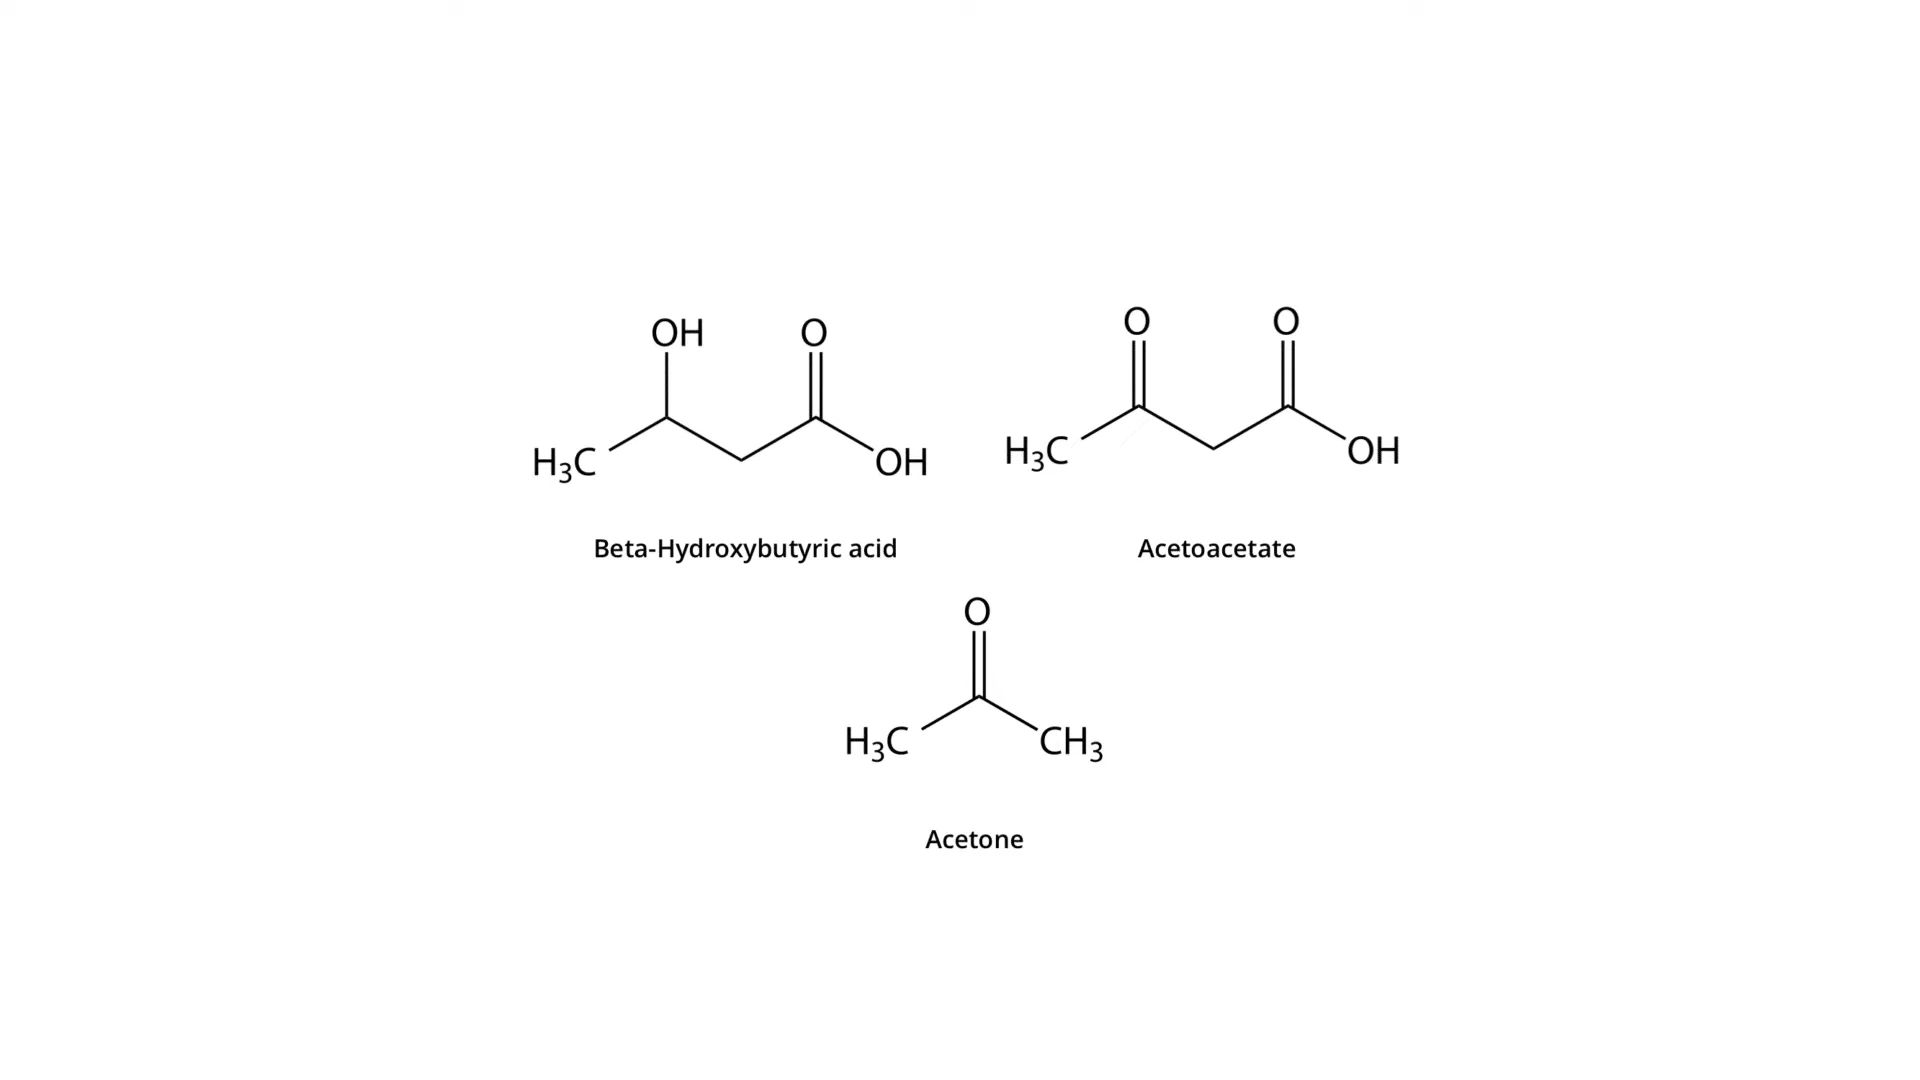 OH O
H₃C OH
Beta-Hydroxybutyric acid
O O
H₃C OH
Acetoacetate
O
H₃C CH₃
Acetone